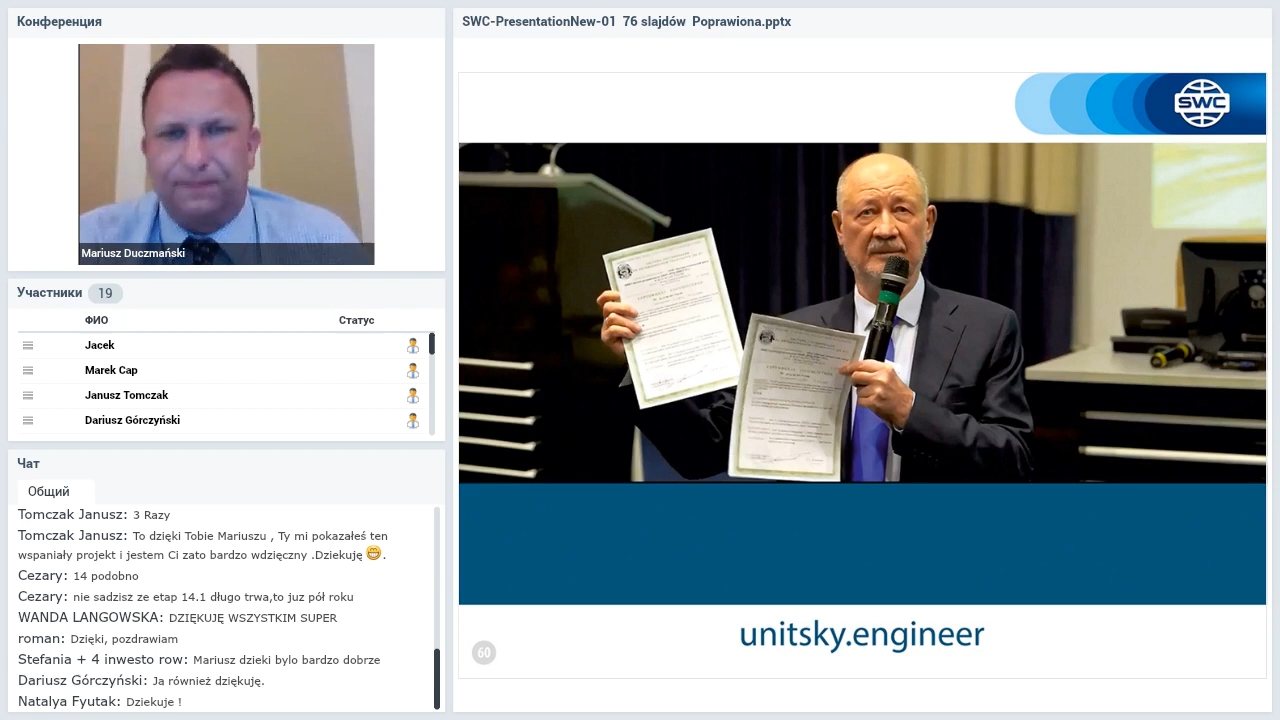 Конференция
Mariusz Duczmański
Участники 19
ФИО Статус
Jacek
Marek Cap
Janusz Tomczak
Dariusz Górczyński
Чат
Общий
Tomczak Janusz: 3 Razy
Tomczak Janusz: To dzięki Tobie Mariuszu , Ty mi pokazałeś ten
wspaniały projekt i jestem Ci zato bardzo wdzięczny .Dziekuję 😁.
Cezary: 14 podobno
Cezary: nie sadzisz ze etap 14.1 długo trwa,to juz pół roku
WANDA LANGOWSKA: DZIĘKUJĘ WSZYSTKIM SUPER
roman: Dzięki, pozdrawiam
Stefania + 4 inwesto row: Mariusz dzieki bylo bardzo dobrze
Dariusz Górczyński: Ja również dziękuję.
Natalya Fyutak: Dziekuje !
SWC-PresentationNew-01 76 slajdów Poprawiona.pptx
SWC
unitsky.engineer
60